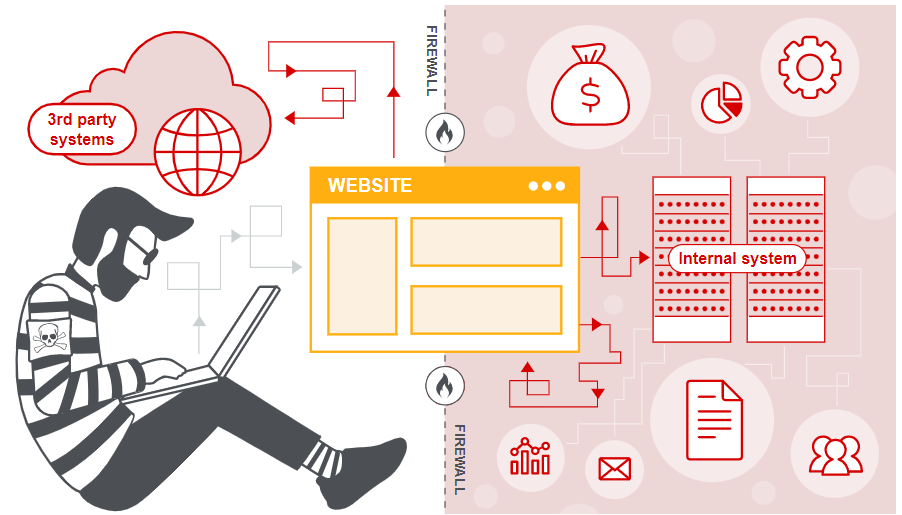 FIREWALL
3rd party
systems
WEBSITE
$
Internal system
FIREWALL